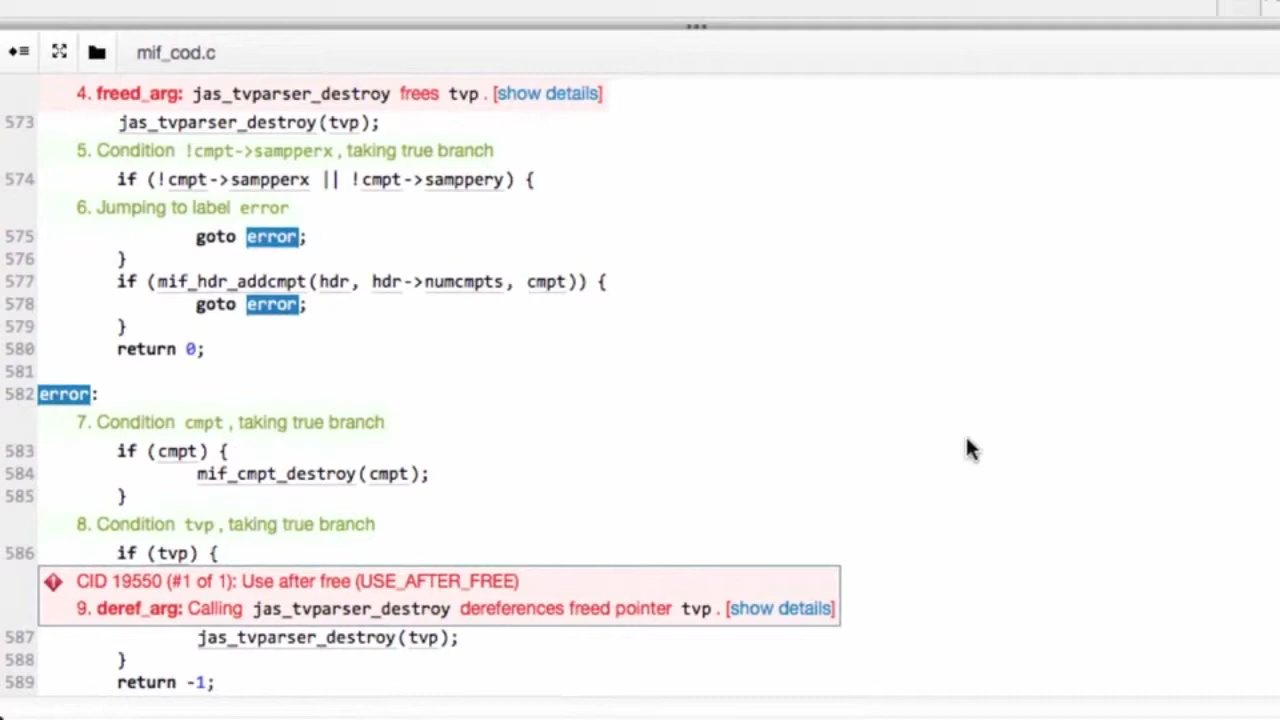 mif_cod.c
4. freed_arg: jas_tvparser_destroy frees tvp . [show details]
573 jas_tvparser_destroy(tvp);
5. Condition !cmpt->sampperx , taking true branch
574 if (!cmpt->sampperx || !cmpt->samppery) {
6. Jumping to label error
575 goto error;
576 }
577 if (mif_hdr_addcmpt(hdr, hdr->numcmpts, cmpt)) {
578 goto error;
579 }
580 return 0;
581
582 error:
7. Condition cmpt , taking true branch
583 if (cmpt) {
584 mif_cmpt_destroy(cmpt);
585 }
8. Condition tvp , taking true branch
586 if (tvp) {
CID 19550 (#1 of 1): Use after free (USE_AFTER_FREE)
9. deref_arg: Calling jas_tvparser_destroy dereferences freed pointer tvp . [show details]
587 jas_tvparser_destroy(tvp);
588 }
589 return -1;